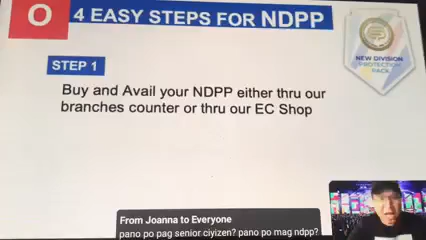 O
4 EASY STEPS FOR NDPP
NEW DIVISION
PROTECTION
PACK
STEP 1
Buy and Avail your NDPP either thru our
branches counter or thru our EC Shop
From Joanna to Everyone
pano po pag senior ciyizen? pano po mag ndpp?